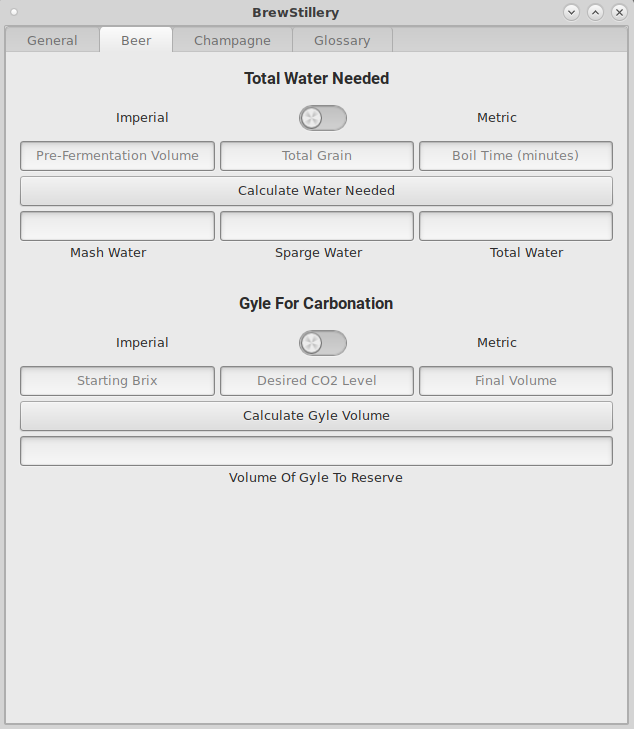 BrewStillery
General Beer Champagne Glossary
Total Water Needed
Imperial Metric
Pre-Fermentation Volume Total Grain Boil Time (minutes)
Calculate Water Needed
Mash Water Sparge Water Total Water
Gyle For Carbonation
Imperial Metric
Starting Brix Desired CO2 Level Final Volume
Calculate Gyle Volume
Volume Of Gyle To Reserve